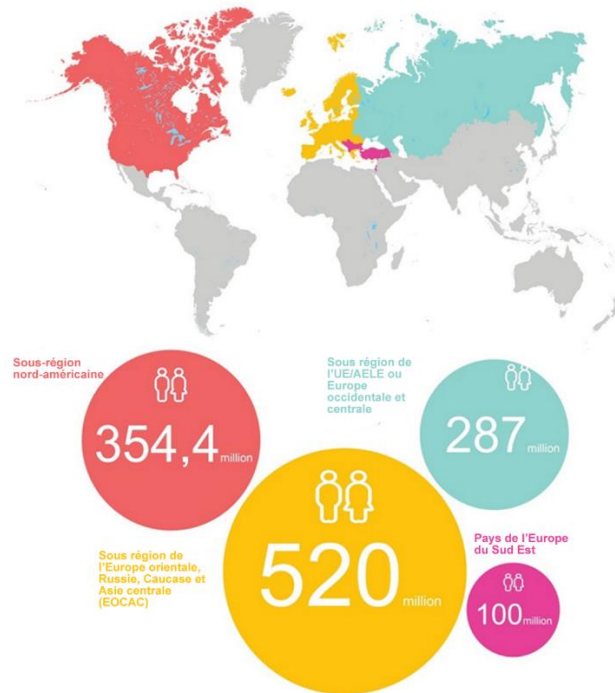 Sous-région
nord-américaine
354,4 million
Sous région de
l'UE/AELE ou
Europe
occidentale et
centrale
287 million
Sous région de
l'Europe orientale,
Russie, Caucase et
Asie centrale
(EOCAC)
520 million
Pays de l'Europe
du Sud Est
100 million